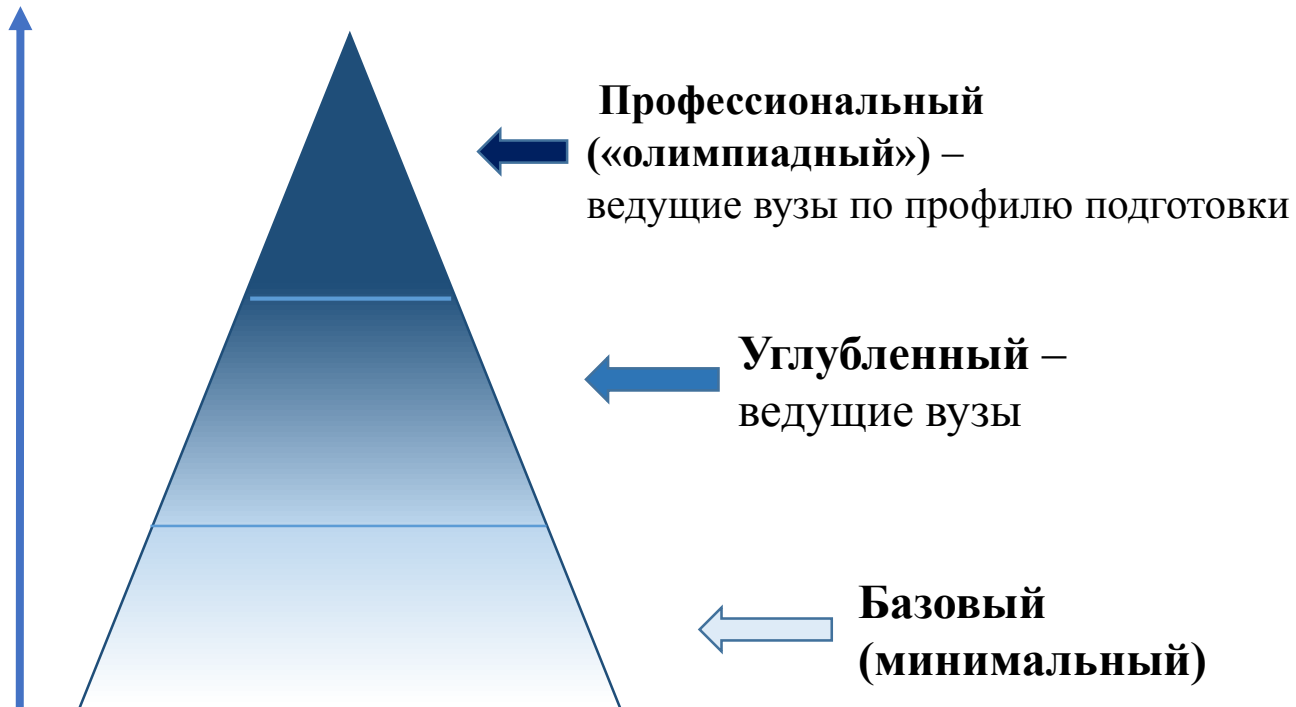 Профессиональный
(«олимпиадный») –
ведущие вузы по профилю подготовки
Углубленный –
ведущие вузы
Базовый
(минимальный)